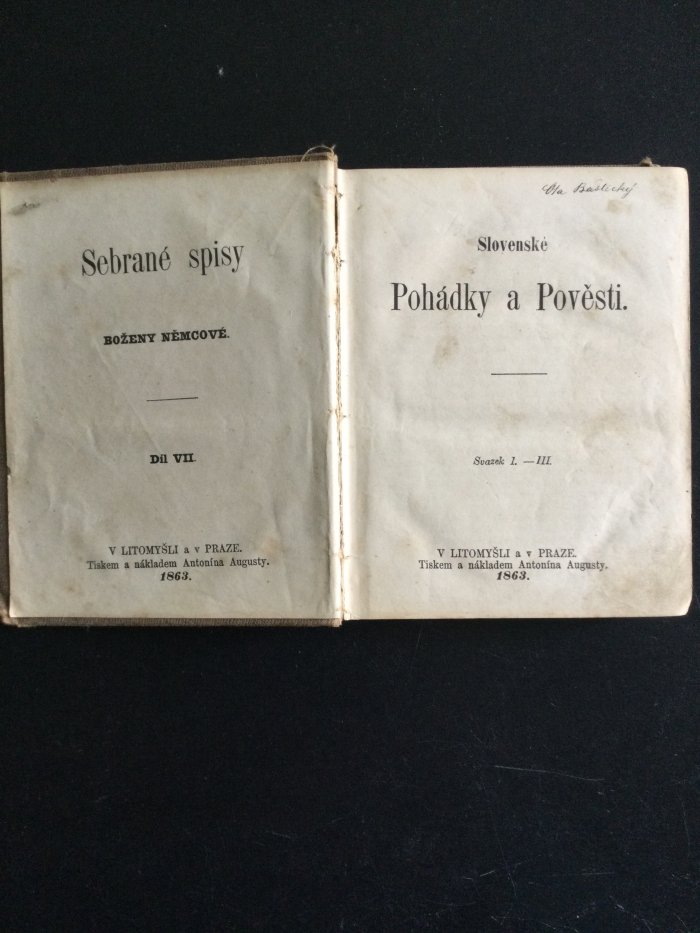 Sebrané spisy
BOŽENY NĚMCOVÉ.
Díl VII.
V LITOMYŠLI a v PRAZE.
Tiskem a nákladem Antonína Augusty.
1863.
Slovenské
Pohádky a Pověsti.
Svazek I. — III.
V LITOMYŠLI a v PRAZE.
Tiskem a nákladem Antonína Augusty.
1863.